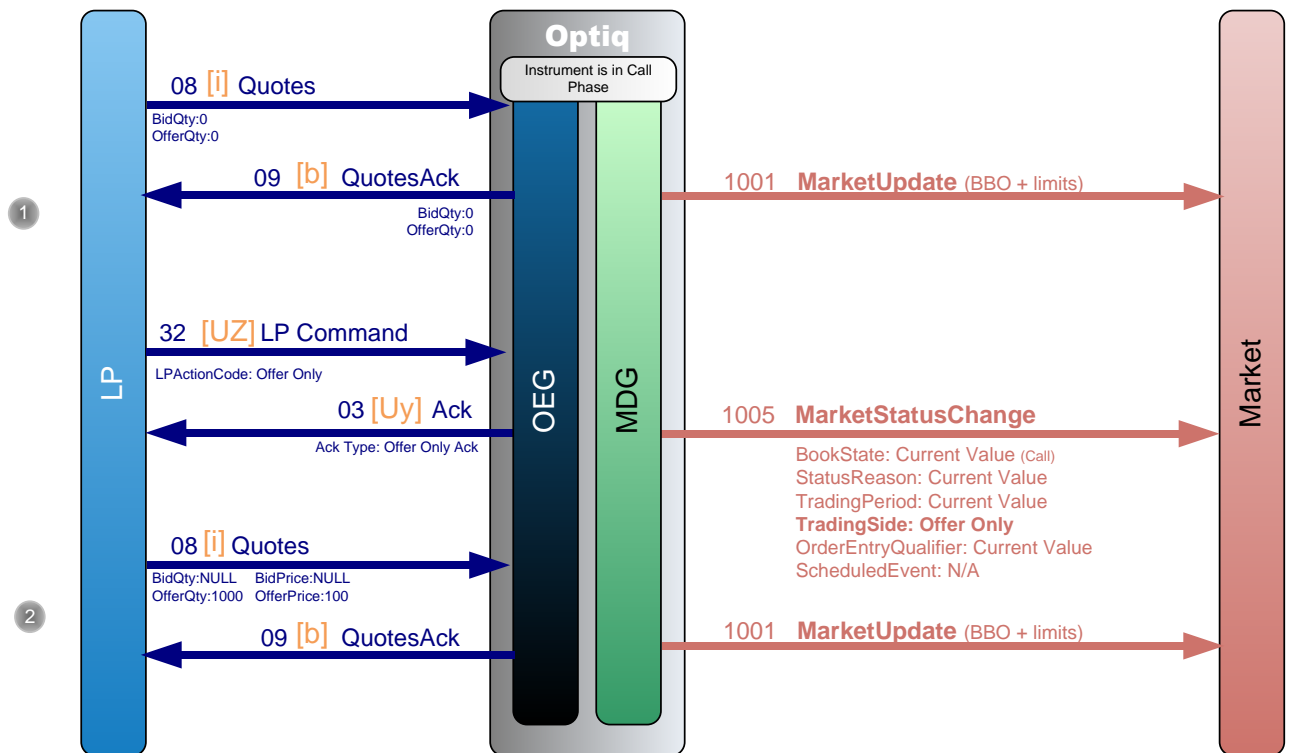 Optiq
Instrument is in Call
Phase
08 [i] Quotes
BidQty:0
OfferQty:0
09 [b] QuotesAck
BidQty:0
OfferQty:0
1001 MarketUpdate (BBO + limits)
1
32 [UZ] LP Command
LPActionCode: Offer Only
03 [Uy] Ack
Ack Type: Offer Only Ack
1005 MarketStatusChange
BookState: Current Value (Call)
StatusReason: Current Value
TradingPeriod: Current Value
TradingSide: Offer Only
OrderEntryQualifier: Current Value
ScheduledEvent: N/A
LP
OEG
MDG
Market
08 [i] Quotes
BidQty:NULL BidPrice:NULL
OfferQty:1000 OfferPrice:100
2
09 [b] QuotesAck
1001 MarketUpdate (BBO + limits)